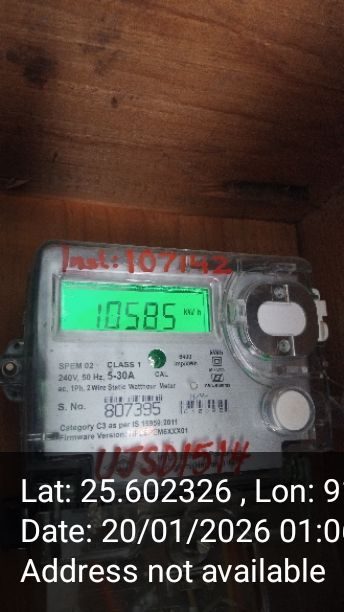 Inst: 107142
10585 kWh
SPEM 02 CLASS 1
240V, 50 Hz, 5-30A CAL
ac, 1Ph, 2 Wire Static Watthour Meter
S. No. 807395
Category C3 as per IS 15959:2011
Firmware Version:
UJSD1514
Lat: 25.602326 , Lon: 9
Date: 20/01/2026 01:0
Address not available